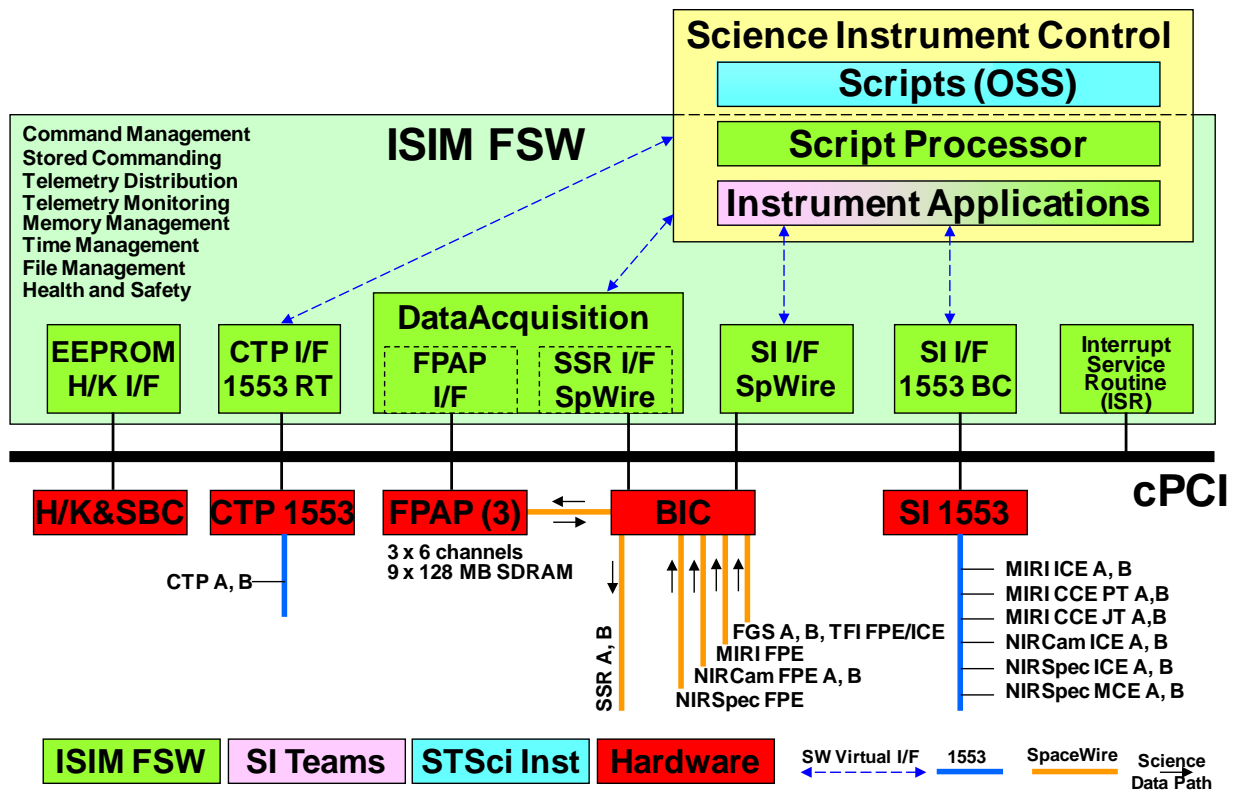 Science Instrument Control
Scripts (OSS)
Script Processor
Instrument Applications
ISIM FSW
Command Management
Stored Commanding
Telemetry Distribution
Telemetry Monitoring
Memory Management
Time Management
File Management
Health and Safety
EEPROM
H/K I/F
CTP I/F
1553 RT
DataAcquisition
FPAP
I/F
SSR I/F
SpWire
SI I/F
SpWire
SI I/F
1553 BC
Interrupt
Service
Routine
(ISR)
cPCI
H/K&SBC
CTP 1553
FPAP (3)
BIC
SI 1553
3 x 6 channels
9 x 128 MB SDRAM
CTP A, B
SSR A, B
FGS A, B, TFI FPE/ICE
MIRI FPE
NIRCam FPE A, B
NIRSpec FPE
MIRI ICE A, B
MIRI CCE PT A,B
MIRI CCE JT A,B
NIRCam ICE A, B
NIRSpec ICE A, B
NIRSpec MCE A, B
ISIM FSW
SI Teams
STSci Inst
Hardware
SW Virtual I/F
1553
SpaceWire
Science
Data Path